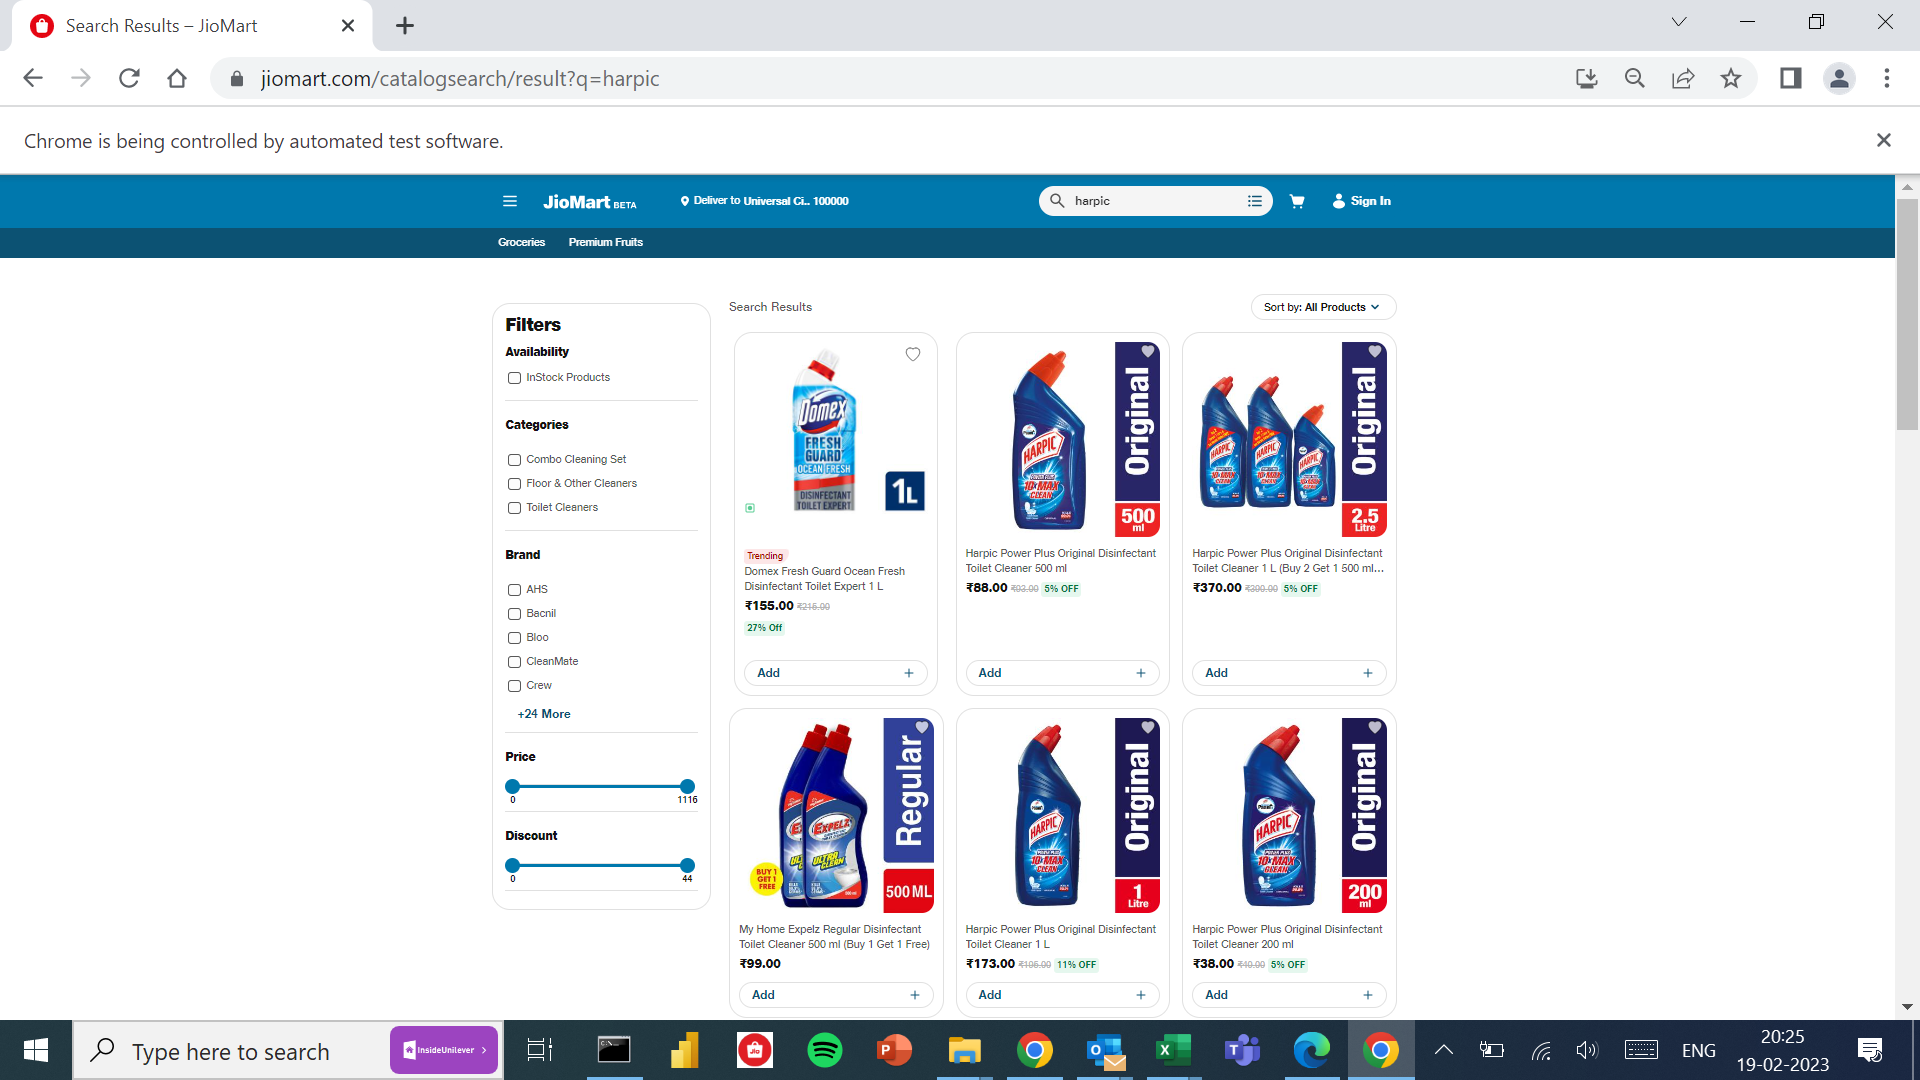 Search Results – JioMart
jiomart.com/catalogsearch/result?q=harpic
Chrome is being controlled by automated test software.
JioMart BETA
Deliver to Universal Ci... 100000
harpic
Sign In
Groceries
Premium Fruits
Filters
Availability
InStock Products
Categories
Combo Cleaning Set
Floor & Other Cleaners
Toilet Cleaners
Brand
AHS
Bacnil
Bloo
CleanMate
Crew
+24 More
Price
0
1116
Discount
0
44
Search Results
Sort by: All Products
Domex
FRESH
GUARD
OCEAN FRESH
DISINFECTANT
TOILET EXPERT
1L
Trending
Domex Fresh Guard Ocean Fresh
Disinfectant Toilet Expert 1 L
₹155.00 ₹215.00
27% Off
Add
HARPIC
10xMAX
CLEAN
Original
500
ml
Harpic Power Plus Original Disinfectant
Toilet Cleaner 500 ml
₹88.00 ₹93.00 5% OFF
Add
HARPIC
HARPIC
HARPIC
Original
2.5
Litre
Harpic Power Plus Original Disinfectant
Toilet Cleaner 1 L (Buy 2 Get 1 500 ml...
₹370.00 ₹390.00 5% OFF
Add
EXPELZ
ULTRA
CLEAN
BUY 1
GET 1
FREE
Regular
500 ML
My Home Expelz Regular Disinfectant
Toilet Cleaner 500 ml (Buy 1 Get 1 Free)
₹99.00
Add
HARPIC
10xMAX
CLEAN
Original
1
Litre
Harpic Power Plus Original Disinfectant
Toilet Cleaner 1 L
₹173.00 ₹195.00 11% OFF
Add
HARPIC
POWER PLUS
10xMAX
CLEAN
Original
200
ml
Harpic Power Plus Original Disinfectant
Toilet Cleaner 200 ml
₹38.00 ₹40.00 5% OFF
Add
Type here to search
InsideUnilever
Jio
ENG
20:25
19-02-2023